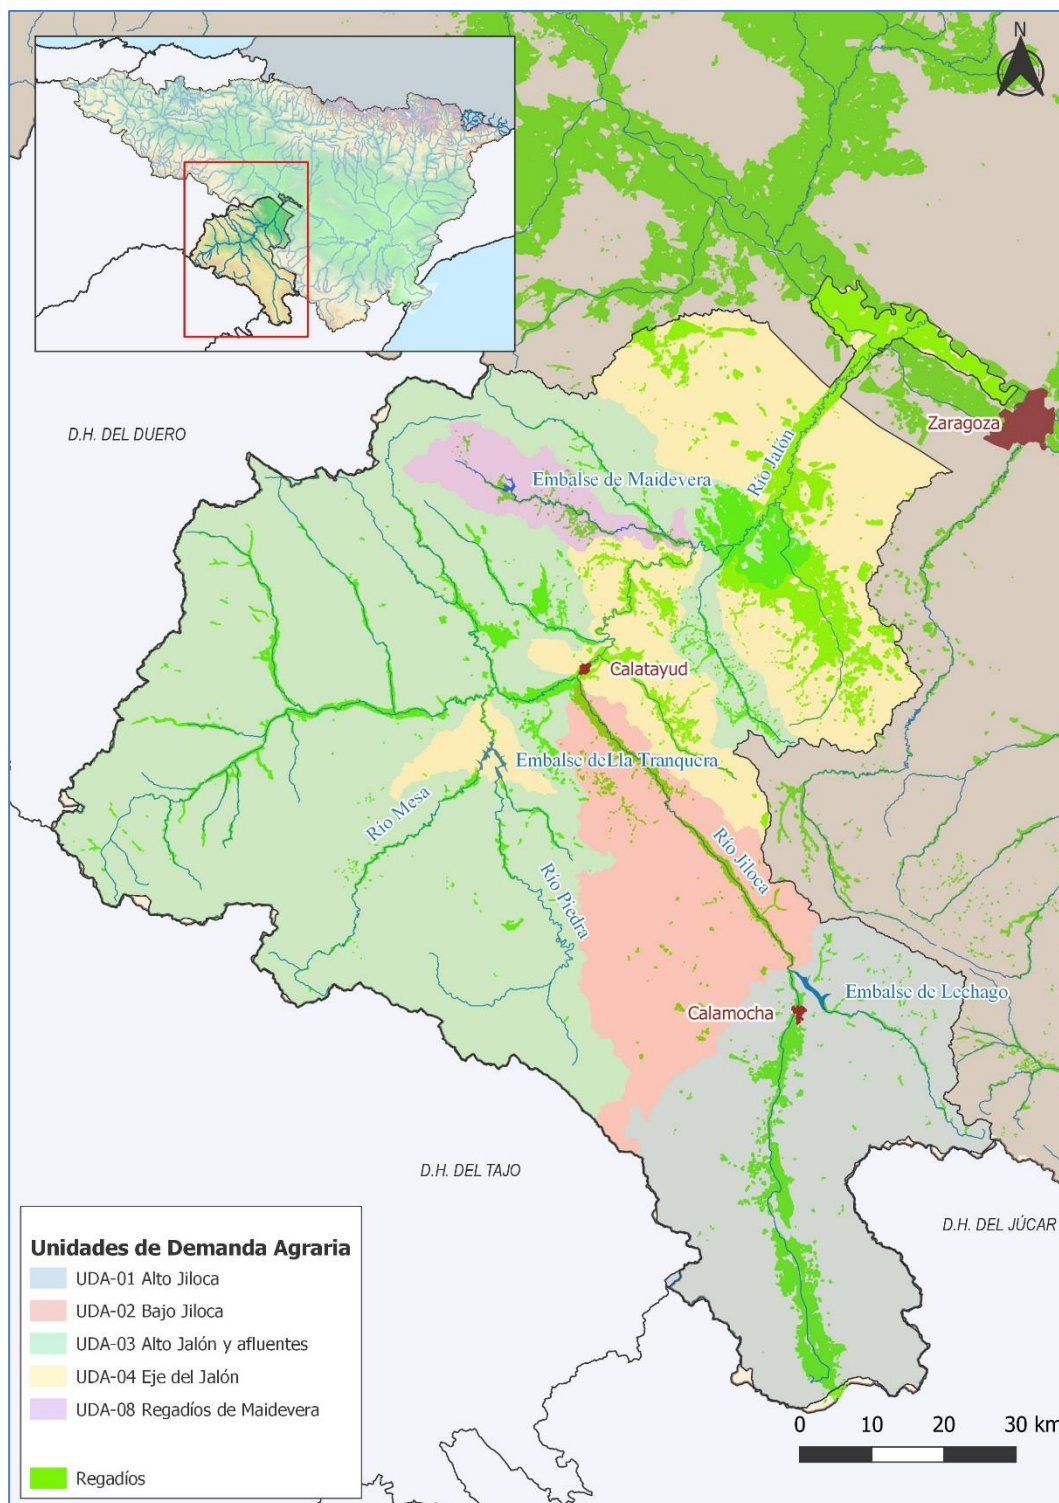 N
D.H. DEL DUERO
Zaragoza
Río Jalón
Embalse de Maidevera
Calatayud
Embalse deLla Tranquera
Río Mesa
Río Jiloca
Río Piedra
Embalse de Lechago
Calamocha
D.H. DEL TAJO
D.H. DEL JÚCAR
Unidades de Demanda Agraria
UDA-01 Alto Jiloca
UDA-02 Bajo Jiloca
UDA-03 Alto Jalón y afluentes
UDA-04 Eje del Jalón
UDA-08 Regadíos de Maidevera
Regadíos
0 10 20 30 km